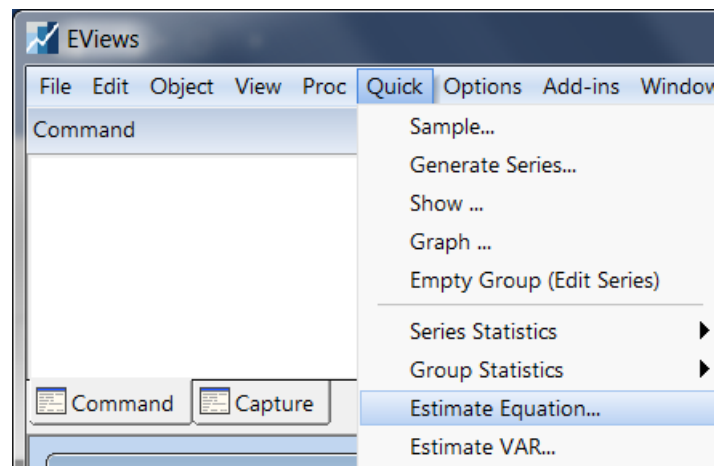 EViews
File Edit Object View Proc Quick Options Add-ins Window
Command
Sample...
Generate Series...
Show ...
Graph ...
Empty Group (Edit Series)
Series Statistics
Group Statistics
Estimate Equation...
Estimate VAR...
Command Capture